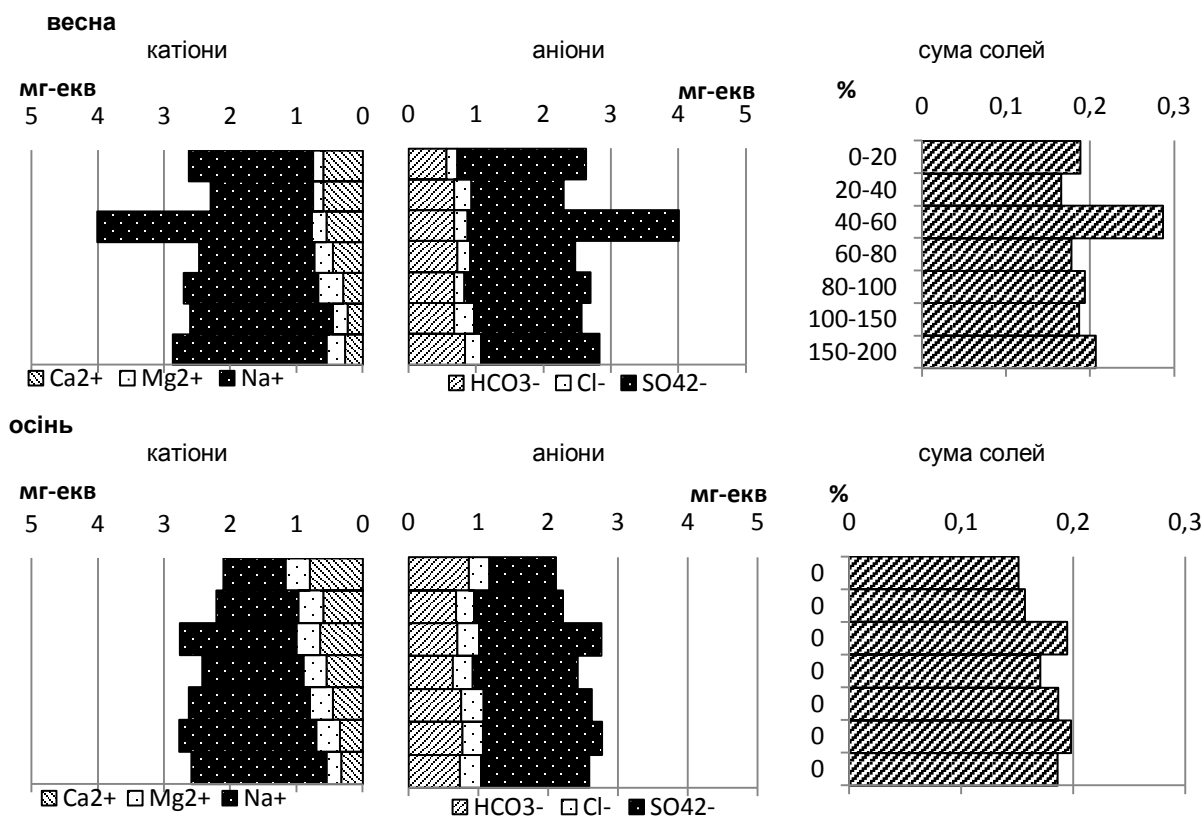 весна
катіони
аніони
сума солей
мг-екв
5 4 3 2 1 0
0 1 2 3 4 5
мг-екв
%
0 0,1 0,2 0,3
0-20
20-40
40-60
60-80
80-100
100-150
150-200
Ca2+ Mg2+ Na+
HCO3- Cl- SO42-
осінь
катіони
аніони
сума солей
мг-екв
5 4 3 2 1 0
мг-екв
0 1 2 3 4 5
%
0 0,1 0,2 0,3
0
0
0
0
0
0
0
Ca2+ Mg2+ Na+
HCO3- Cl- SO42-